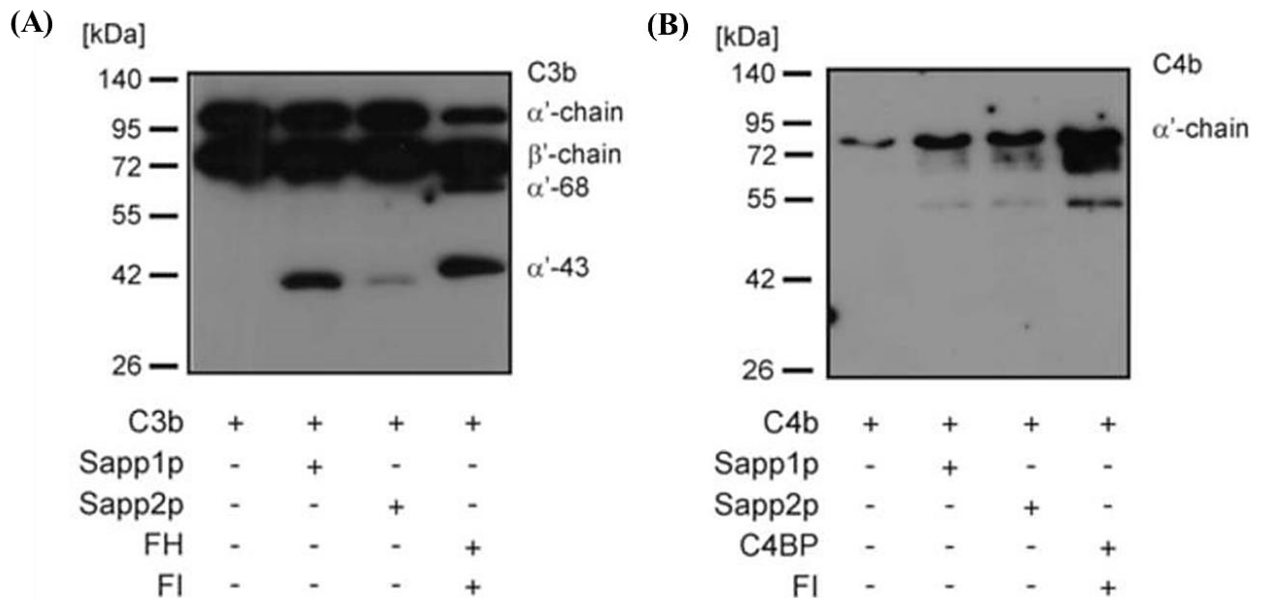 (A)
[kDa]
140
95
72
55
42
26
C3b
α'-chain
β'-chain
α'-68
α'-43
C3b + + + +
Sapp1p - + - -
Sapp2p - - + -
FH - - - +
FI - - - +
(B)
[kDa]
140
95
72
55
42
26
C4b
α'-chain
C4b + + + +
Sapp1p - + - -
Sapp2p - - + -
C4BP - - - +
FI - - - +